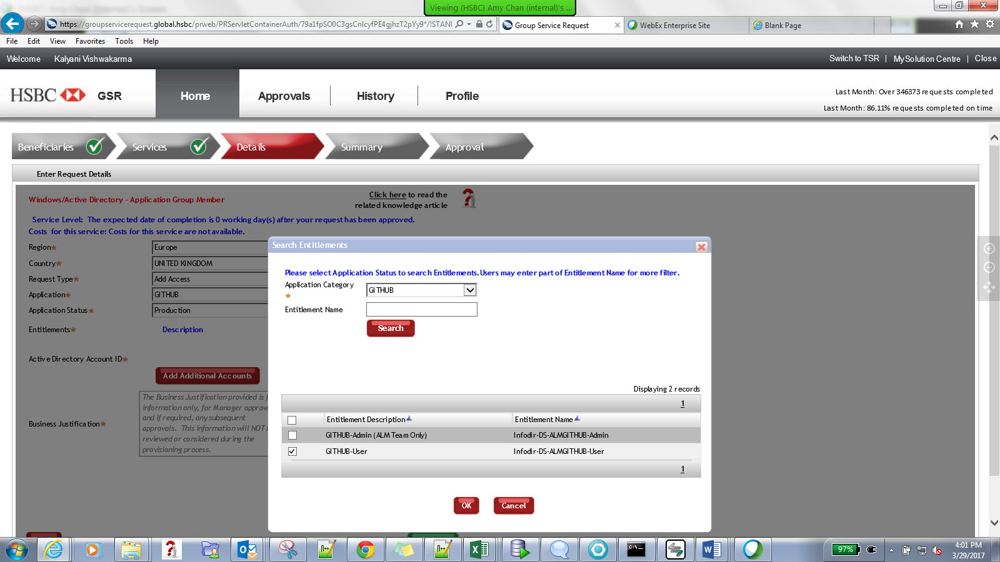 Viewing (HSBC) Amy Chan (internal)'s ...
https://groupservicerequest.global.hsbc/prweb/PRServletContainerAuth/79a1fpSO0C3gsCnIcyfPE4gjhzT2pYy9*/!STANI
Group Service Request
WebEx Enterprise Site
Blank Page
File Edit View Favorites Tools Help
Welcome Kalyani Vishwakarma
Switch to TSR | MySolution Centre | Close
HSBC GSR
Home
Approvals
History
Profile
Last Month: Over 346373 requests completed
Last Month: 86.11% requests completed on time
Beneficiaries
Services
Details
Summary
Approval
Enter Request Details
Windows/Active Directory - Application Group Member
Click here to read the
related knowledge article
Service Level: The expected date of completion is 0 working day(s) after your request has been approved.
Costs for this service: Costs for this service are not available.
Region* Europe
Country* UNITED KINGDOM
Request Type* Add Access
Application* GITHUB
Application Status* Production
Entitlements* Description
Active Directory Account ID*
Add Additional Accounts
Business Justification*
The Business Justification provided is f
information only, for Manager approv
and if required, any subsequent
approvals. This information will NOT
reviewed or considered during the
provisioning process.
Search Entitlements
Please select Application Status to search Entitlements.Users may enter part of Entitlement Name for more filter.
Application Category
*
GITHUB
Entitlement Name
Search
Displaying 2 records
1
Entitlement Description Entitlement Name
GITHUB-Admin (ALM Team Only) Infodir-DS-ALMGITHUB-Admin
GITHUB-User Infodir-DS-ALMGITHUB-User
1
OK
Cancel
97%
4:01 PM
3/29/2017